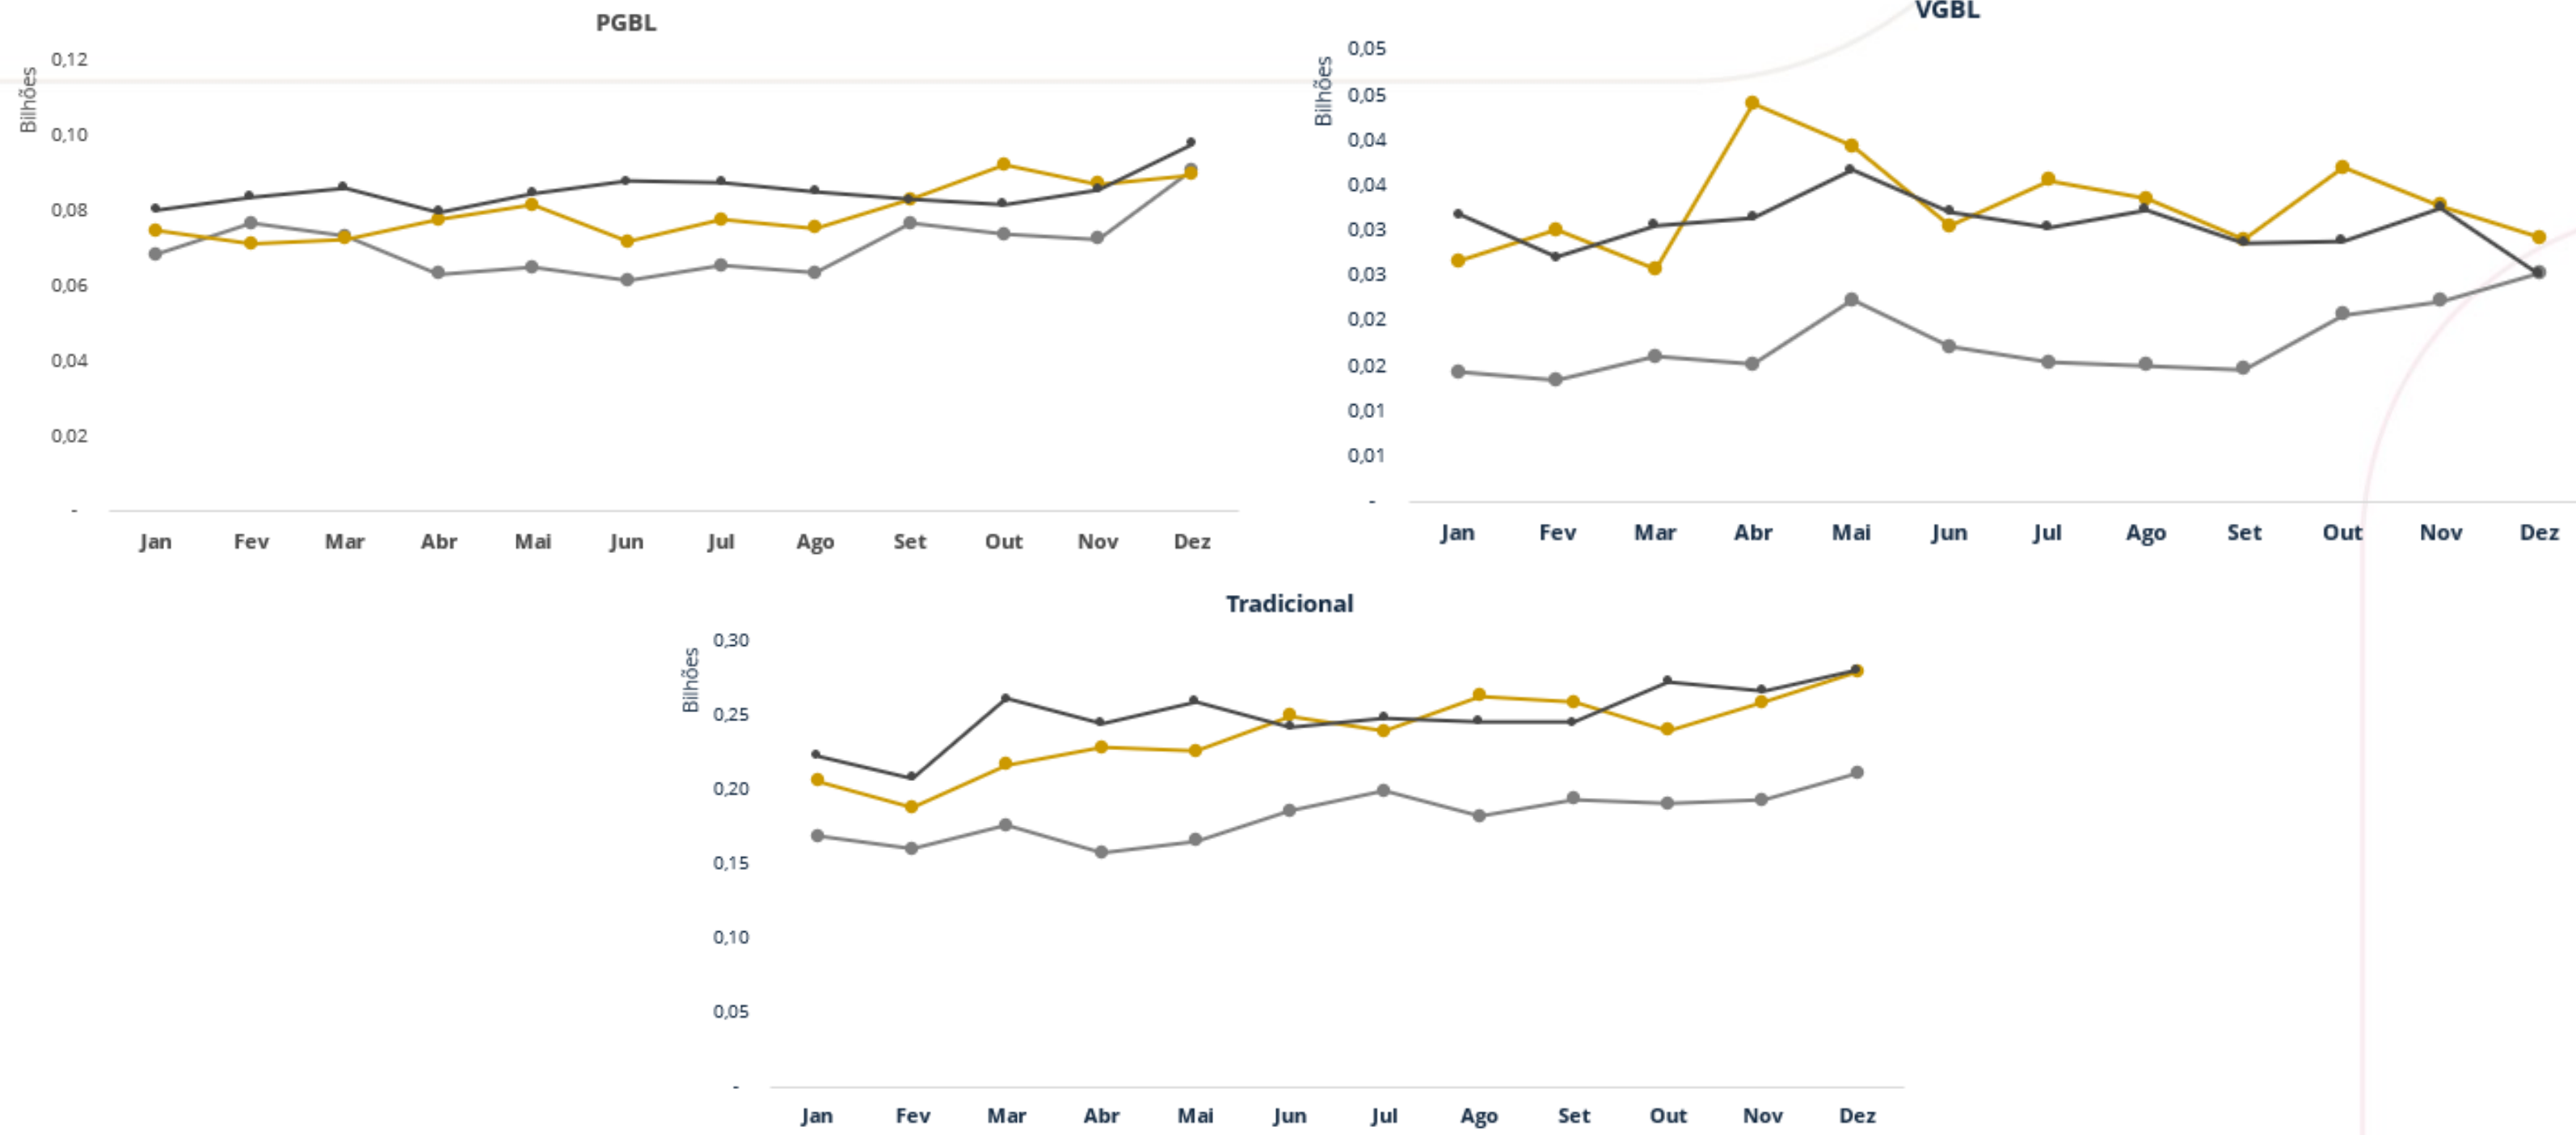 PGBL
Bilhões
0,12
0,10
0,08
0,06
0,04
0,02
-
Jan Fev Mar Abr Mai Jun Jul Ago Set Out Nov Dez
VGBL
Bilhões
0,05
0,05
0,04
0,04
0,03
0,03
0,02
0,02
0,01
0,01
-
Jan Fev Mar Abr Mai Jun Jul Ago Set Out Nov Dez
Tradicional
Bilhões
0,30
0,25
0,20
0,15
0,10
0,05
-
Jan Fev Mar Abr Mai Jun Jul Ago Set Out Nov Dez